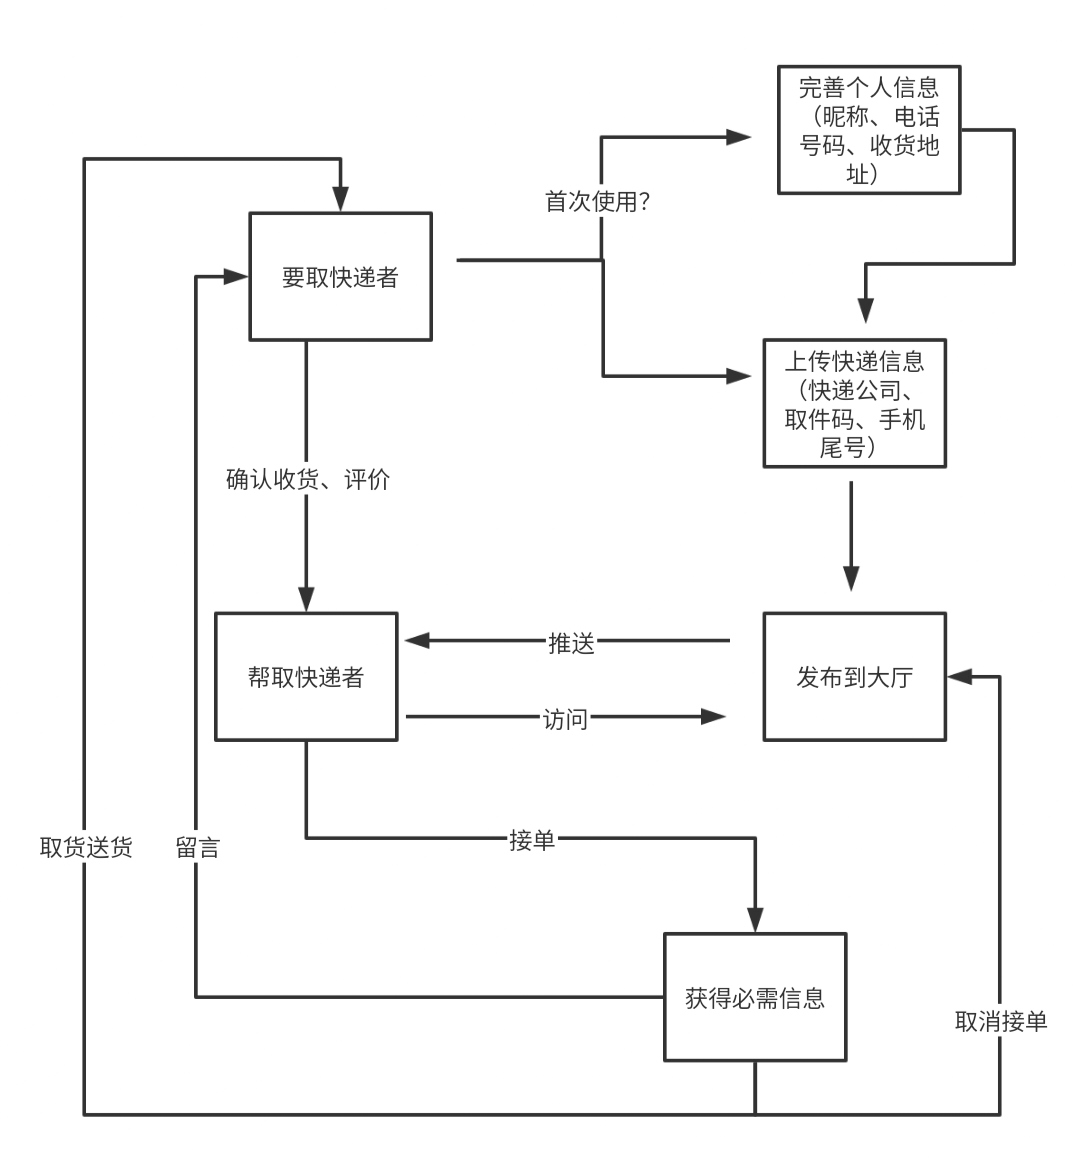 完善个人信息
（昵称、电话
号码、收货地
址）
首次使用?
要取快递者
上传快递信息
（快递公司、
取件码、手机
尾号）
确认收货、评价
推送
帮取快递者
发布到大厅
访问
取货送货
留言
接单
获得必需信息
取消接单